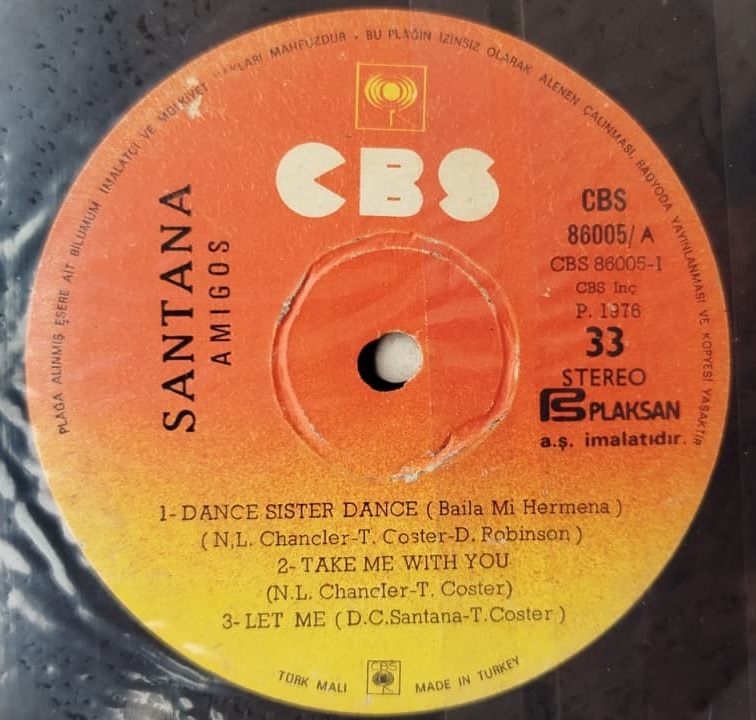 PLAĞA ALINMIŞ ESERE AİT BİLUMUM İMALATÇI VE MÜLKİYET HAKLARI MAHFUZDUR • BU PLAĞIN İZİNSİZ OLARAK ALENEN ÇALINMASI, RADYODA YAYINLANMASI VE KOPYESİ YASAKTIR
CBS
SANTANA
AMIGOS
CBS
86005/A
CBS 86005-1
CBS Inç
P. 1976
33
STEREO
PLAKSAN
a.ş. imalatıdır.
1- DANCE SISTER DANCE ( Baila Mi Hermena )
( N,L. Chancler-T. Coster-D. Robinson )
2- TAKE ME WITH YOU
(N.L. Chancler-T. Coster)
3- LET ME ( D.C.Santana-T.Coster )
TÜRK MALI
CBS
MADE IN TURKEY